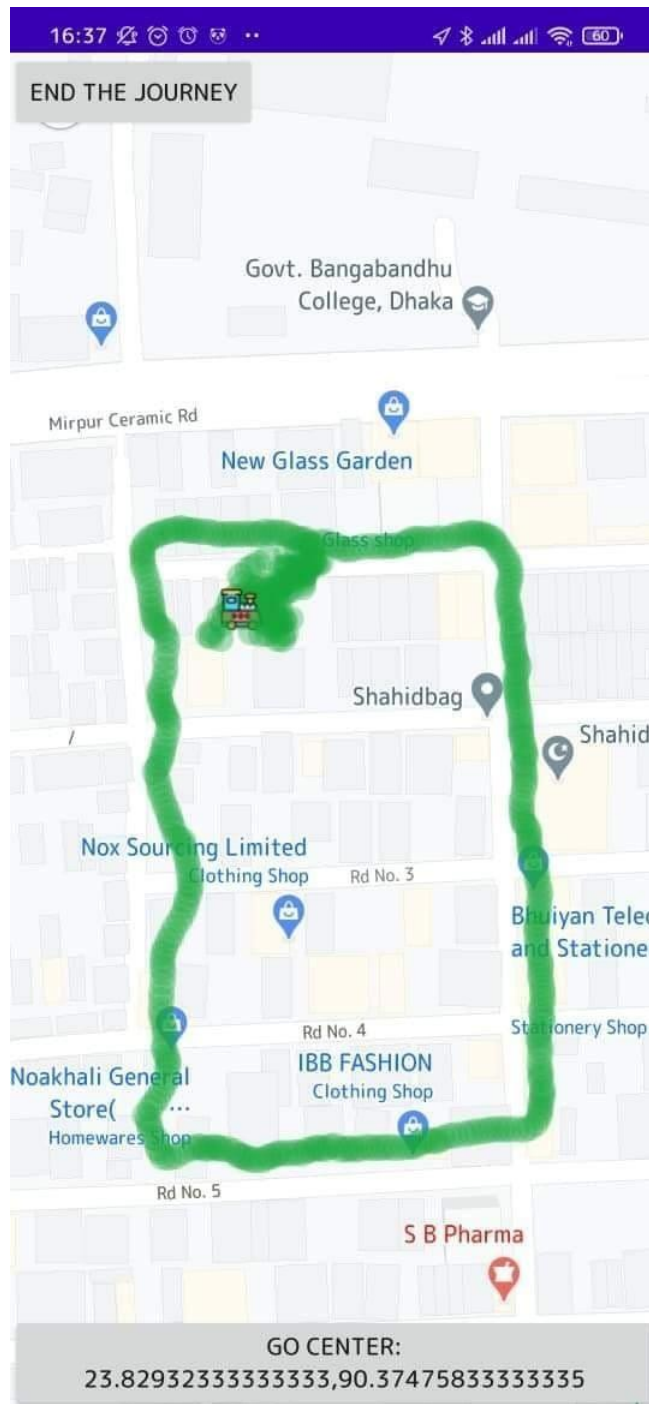 16:37
60
END THE JOURNEY
Govt. Bangabandhu
College, Dhaka
Mirpur Ceramic Rd
New Glass Garden
Glass shop
Shahidbag
Shahid
Nox Sourcing Limited
Clothing Shop
Rd No. 3
Bhuiyan Telec
and Statione
Stationery Shop
Rd No. 4
IBB FASHION
Clothing Shop
Noakhali General
Store( ...
Homewares Shop
Rd No. 5
S B Pharma
GO CENTER:
23.82932333333333,90.37475833333335